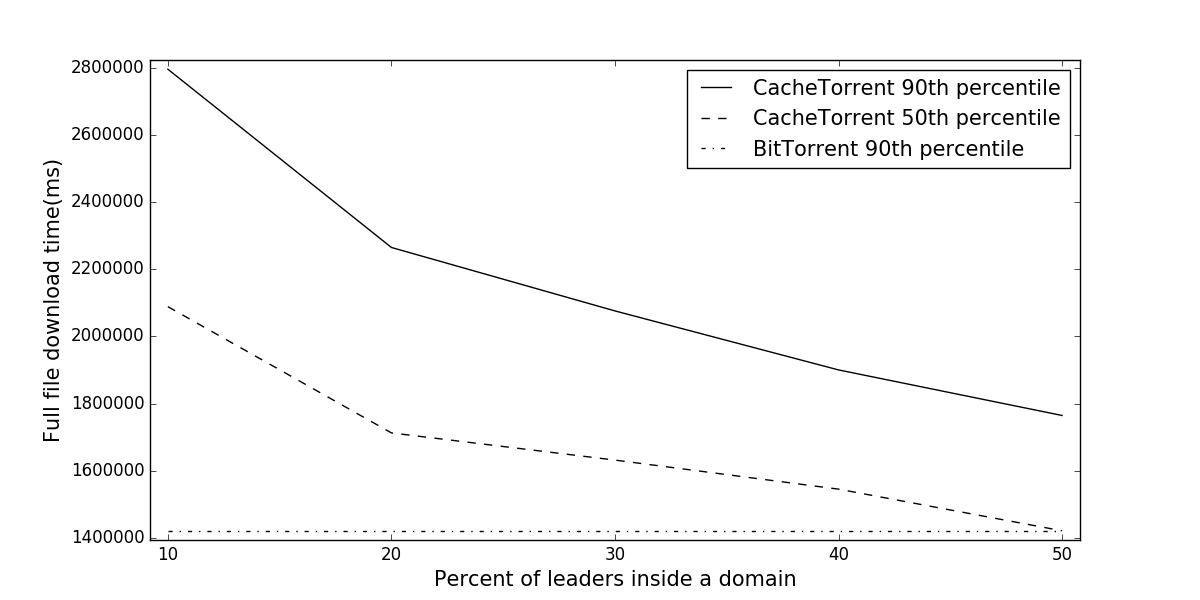 CacheTorrent 90th percentile
CacheTorrent 50th percentile
BitTorrent 90th percentile
Full file download time(ms)
2800000
2600000
2400000
2200000
2000000
1800000
1600000
1400000
10 20 30 40 50
Percent of leaders inside a domain